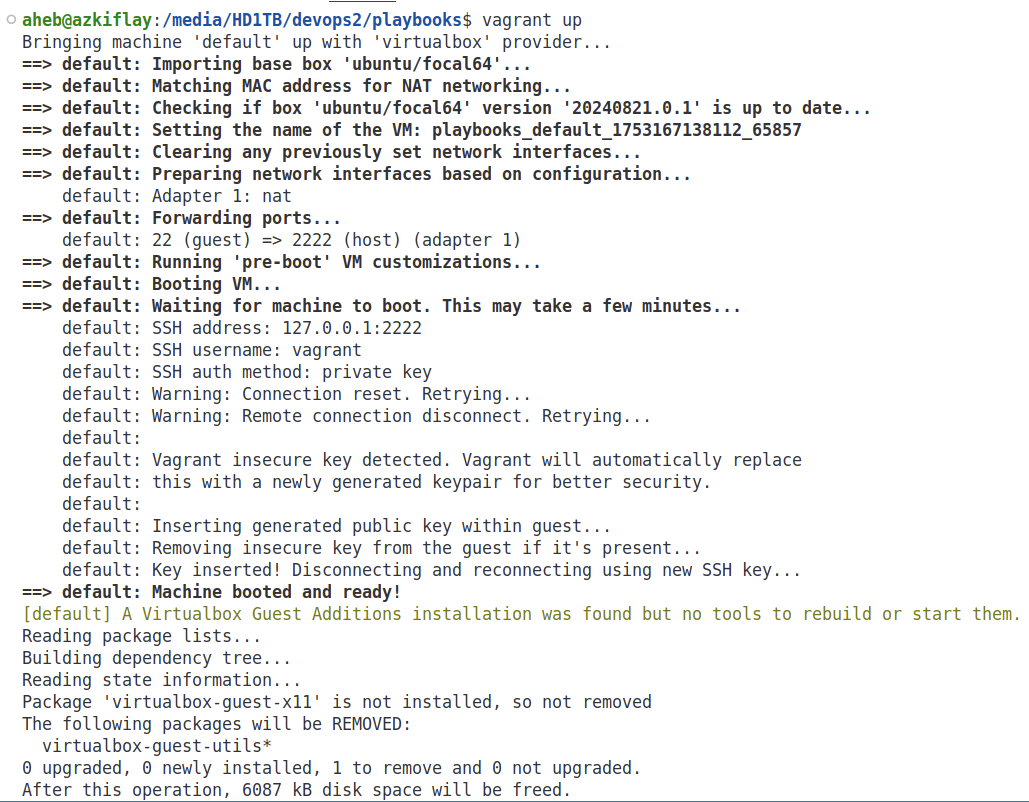 aheb@azkiflay:/media/HD1TB/devops2/playbooks$ vagrant up
Bringing machine 'default' up with 'virtualbox' provider...
==> default: Importing base box 'ubuntu/focal64'...
==> default: Matching MAC address for NAT networking...
==> default: Checking if box 'ubuntu/focal64' version '20240821.0.1' is up to date...
==> default: Setting the name of the VM: playbooks_default_1753167138112_65857
==> default: Clearing any previously set network interfaces...
==> default: Preparing network interfaces based on configuration...
    default: Adapter 1: nat
==> default: Forwarding ports...
    default: 22 (guest) => 2222 (host) (adapter 1)
==> default: Running 'pre-boot' VM customizations...
==> default: Booting VM...
==> default: Waiting for machine to boot. This may take a few minutes...
    default: SSH address: 127.0.0.1:2222
    default: SSH username: vagrant
    default: SSH auth method: private key
    default: Warning: Connection reset. Retrying...
    default: Warning: Remote connection disconnect. Retrying...
    default:
    default: Vagrant insecure key detected. Vagrant will automatically replace
    default: this with a newly generated keypair for better security.
    default:
    default: Inserting generated public key within guest...
    default: Removing insecure key from the guest if it's present...
    default: Key inserted! Disconnecting and reconnecting using new SSH key...
==> default: Machine booted and ready!
[default] A Virtualbox Guest Additions installation was found but no tools to rebuild or start them.
Reading package lists...
Building dependency tree...
Reading state information...
Package 'virtualbox-guest-x11' is not installed, so not removed
The following packages will be REMOVED:
  virtualbox-guest-utils*
0 upgraded, 0 newly installed, 1 to remove and 0 not upgraded.
After this operation, 6087 kB disk space will be freed.